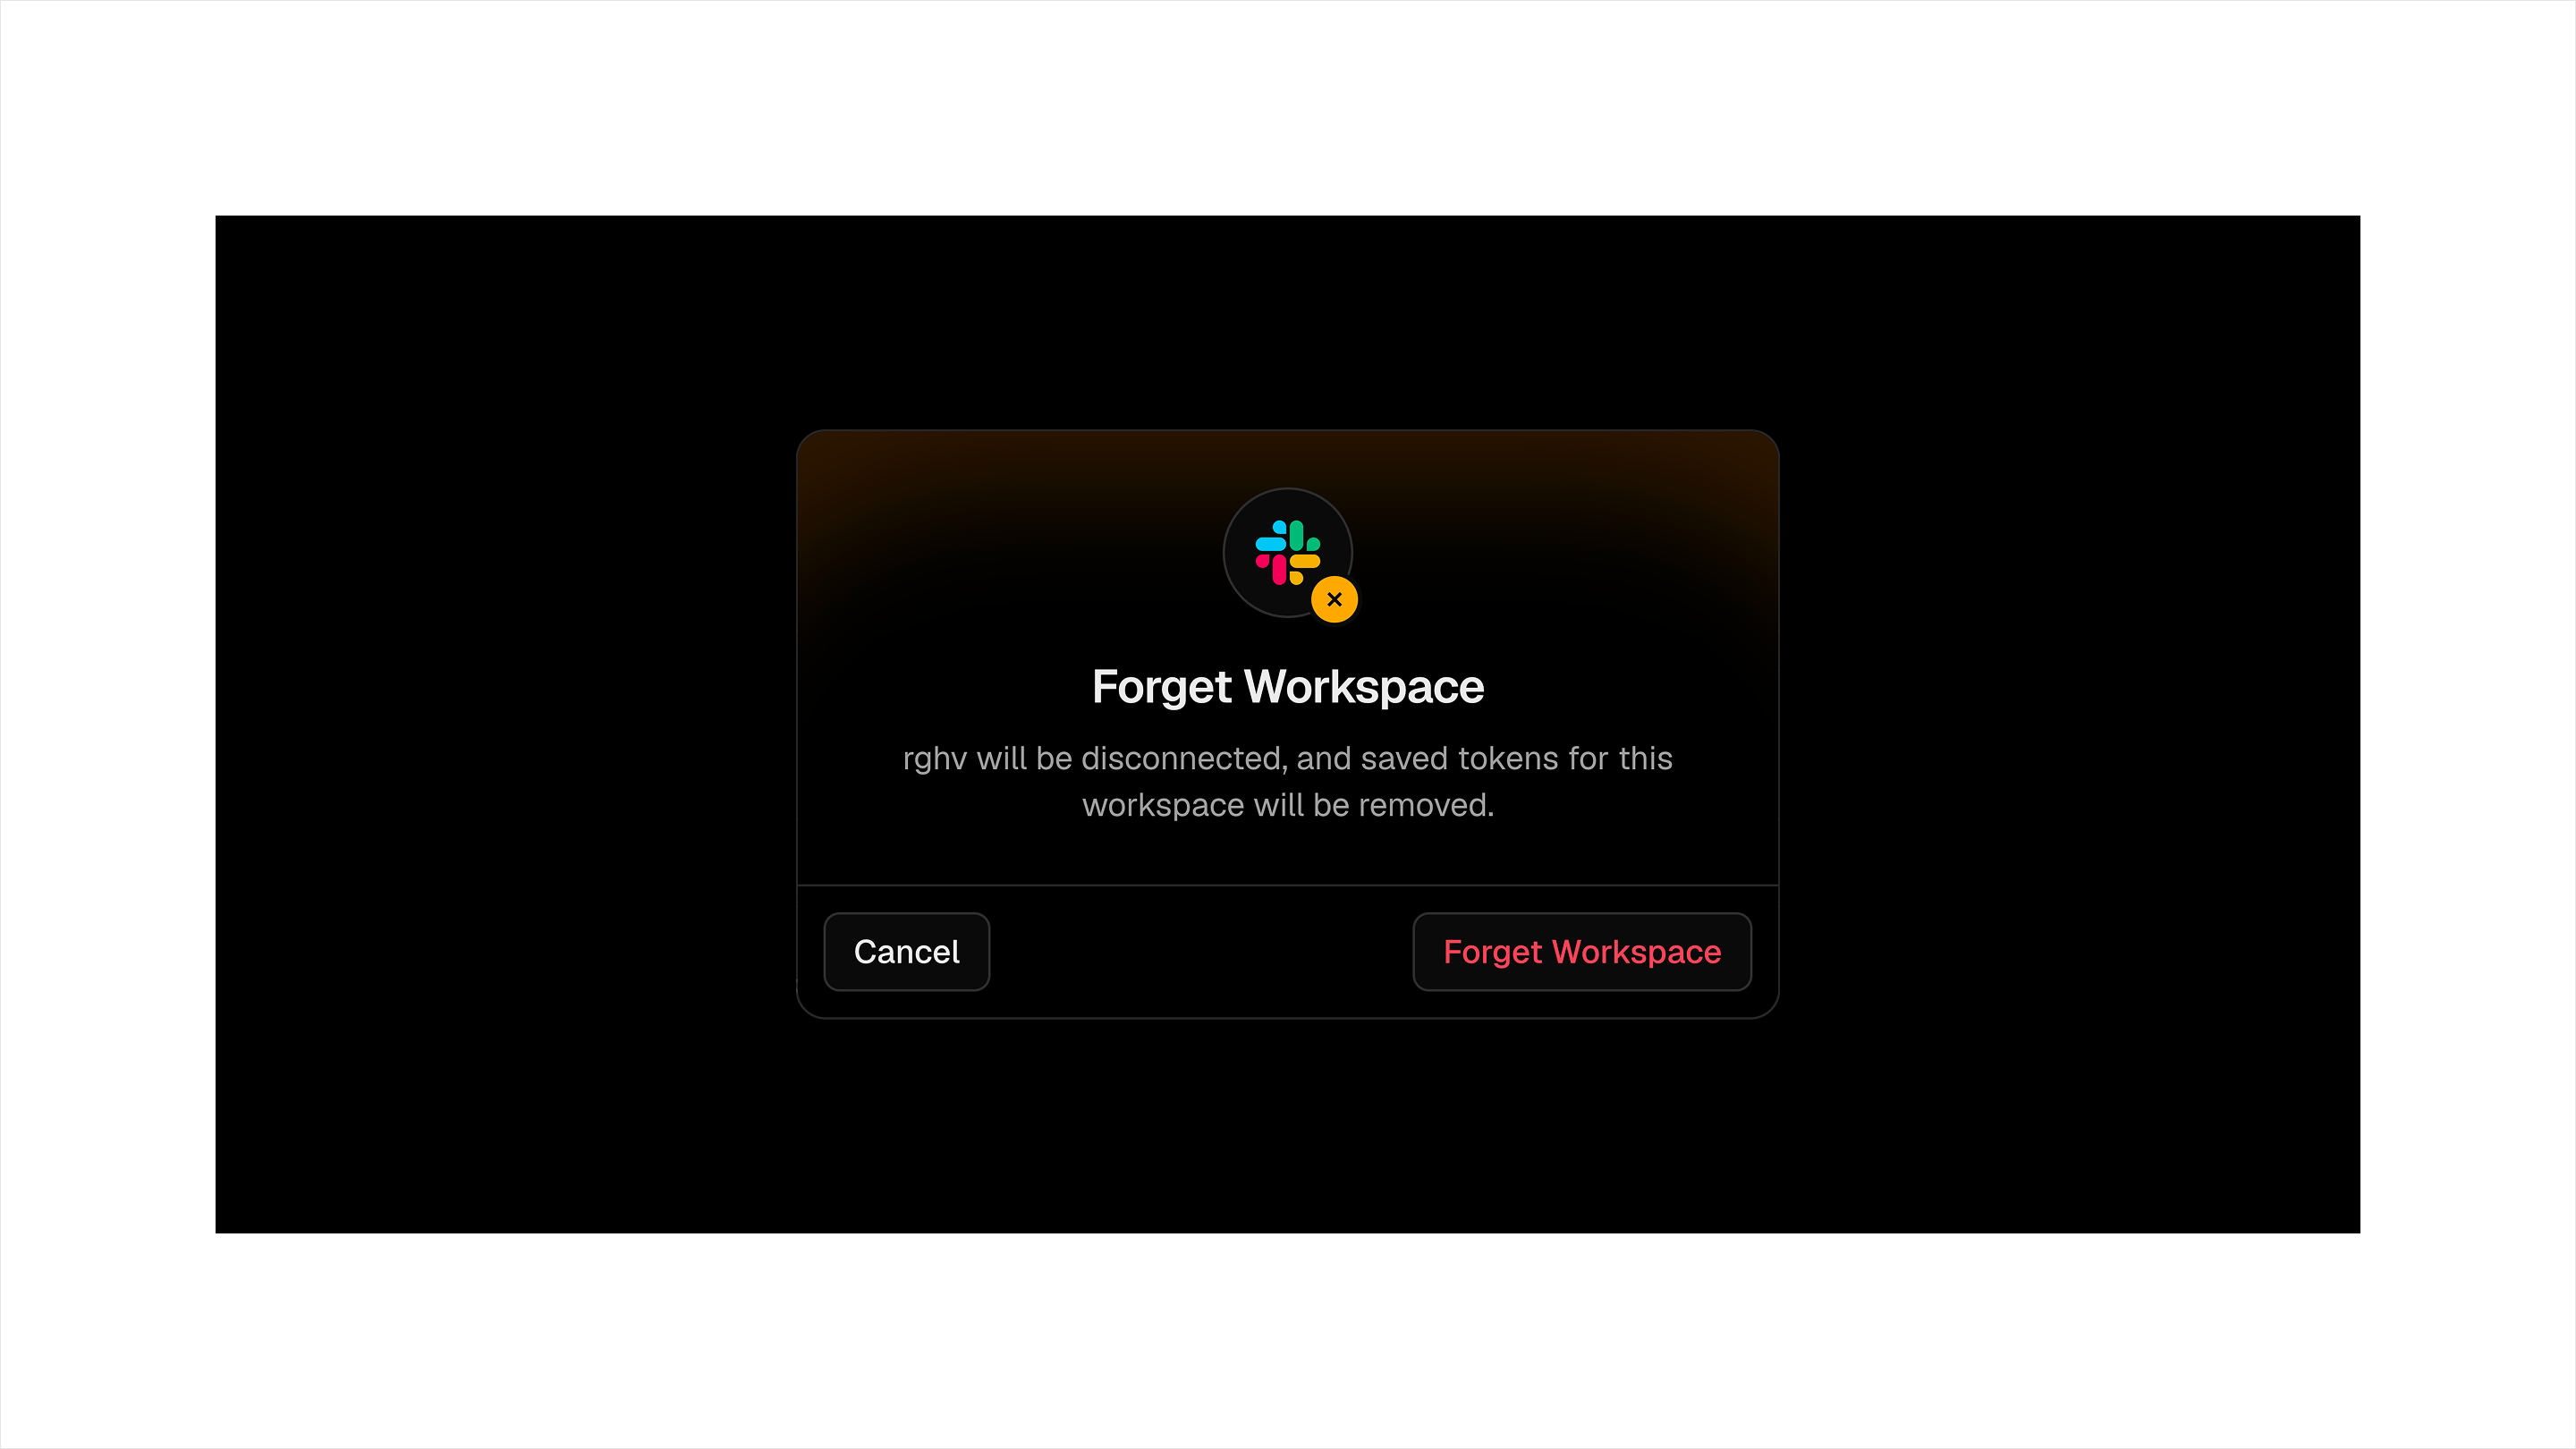 Forget Workspace
rghv will be disconnected, and saved tokens for this
workspace will be removed.
Cancel
Forget Workspace